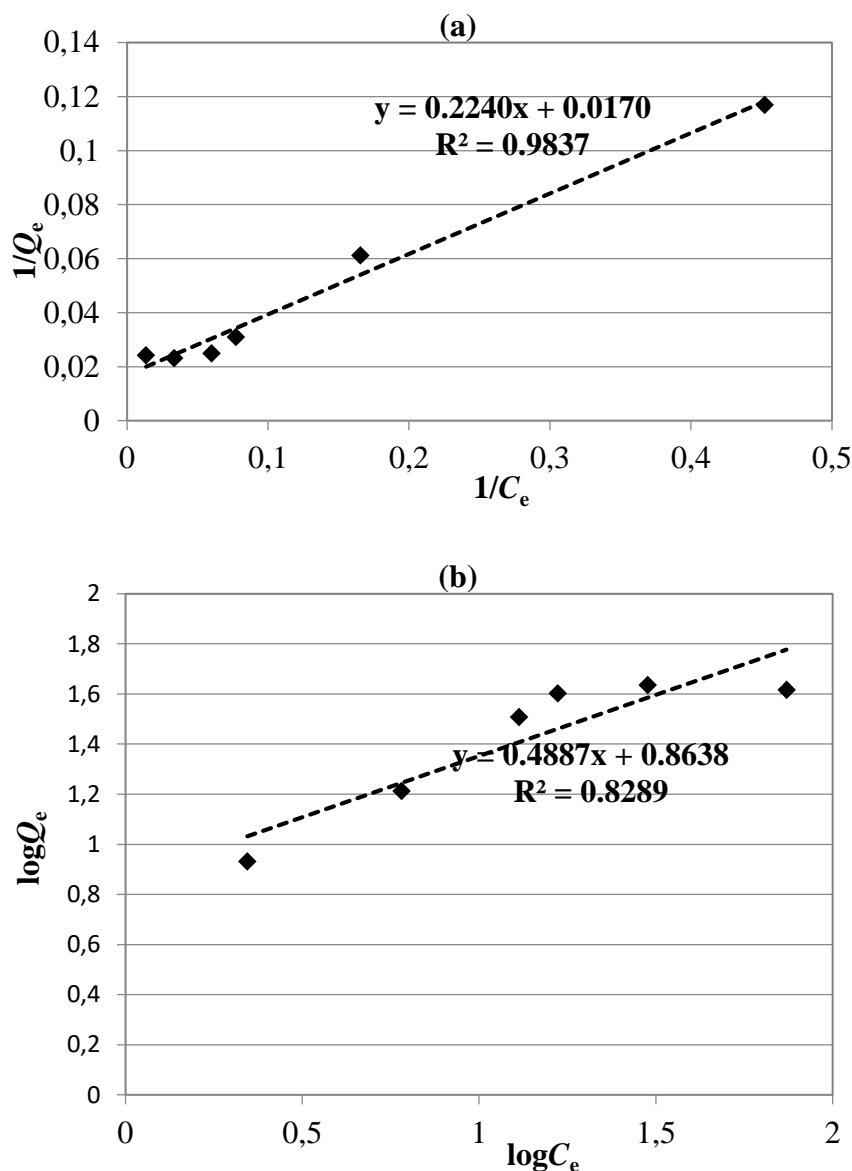 (a)
0,14
0,12
0,1
0,08
0,06
0,04
0,02
0
1/Qe
y = 0.2240x + 0.0170
R² = 0.9837
0 0,1 0,2 0,3 0,4 0,5
1/Ce
(b)
2
1,8
1,6
1,4
1,2
1
0,8
0,6
0,4
0,2
0
logQe
y = 0.4887x + 0.8638
R² = 0.8289
0 0,5 1 1,5 2
logCe